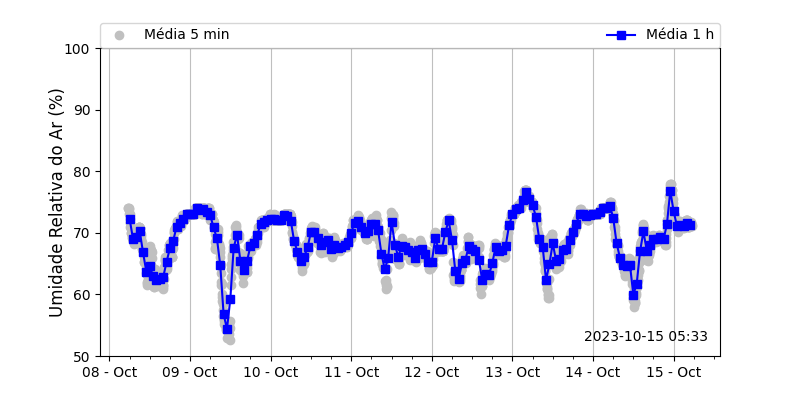 Média 5 min
Média 1 h
Umidade Relativa do Ar (%)
100
90
80
70
60
50
2023-10-15 05:33
08 - Oct
09 - Oct
10 - Oct
11 - Oct
12 - Oct
13 - Oct
14 - Oct
15 - Oct